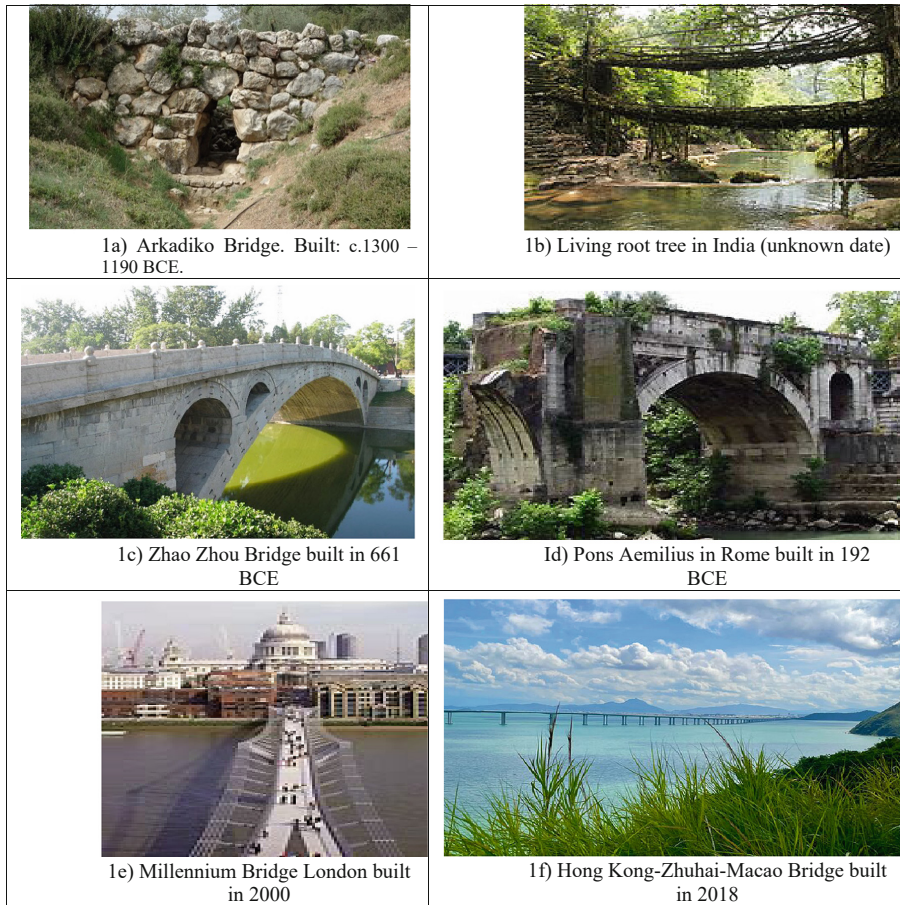 1a) Arkadiko Bridge. Built: c.1300 –
1190 BCE.
1b) Living root tree in India (unknown date)
1c) Zhao Zhou Bridge built in 661
BCE
Id) Pons Aemilius in Rome built in 192
BCE
1e) Millennium Bridge London built
in 2000
1f) Hong Kong-Zhuhai-Macao Bridge built
in 2018